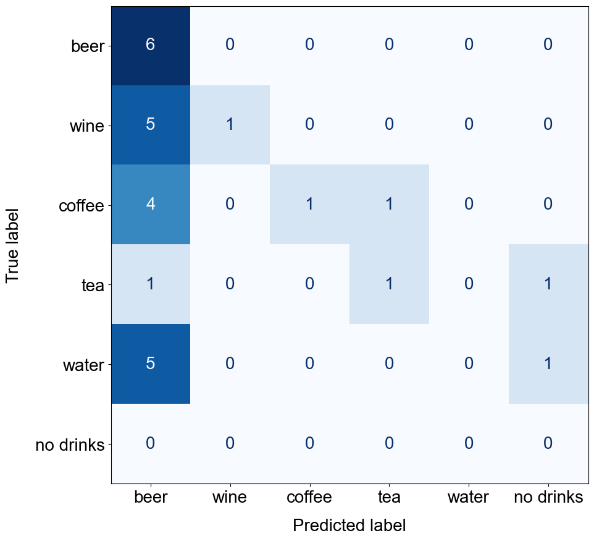 beer 6 0 0 0 0 0
wine 5 1 0 0 0 0
coffee 4 0 1 1 0 0
tea 1 0 0 1 0 1
water 5 0 0 0 0 1
no drinks 0 0 0 0 0 0
beer wine coffee tea water no drinks
Predicted label
True label